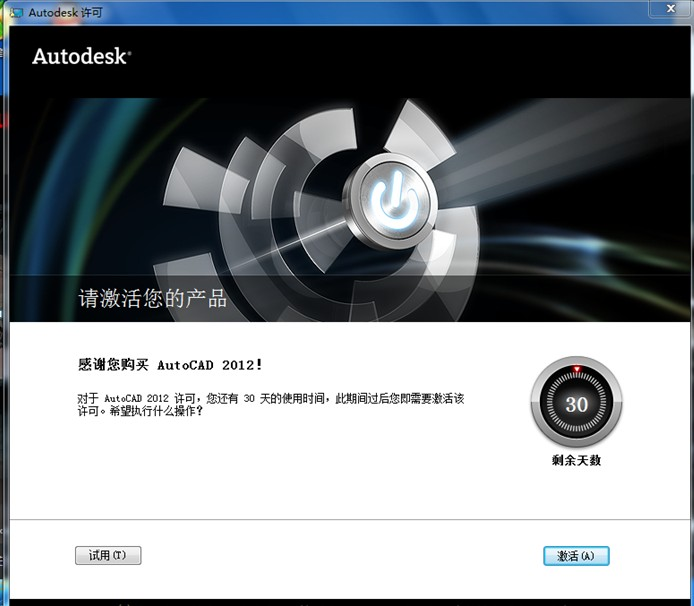 Autodesk 许可
Autodesk®
请激活您的产品
感谢您购买 AutoCAD 2012!
对于 AutoCAD 2012 许可，您还有 30 天的使用时间，此期间过后您即需要激活该
许可。希望执行什么操作?
30
剩余天数
试用(T)
激活(A)